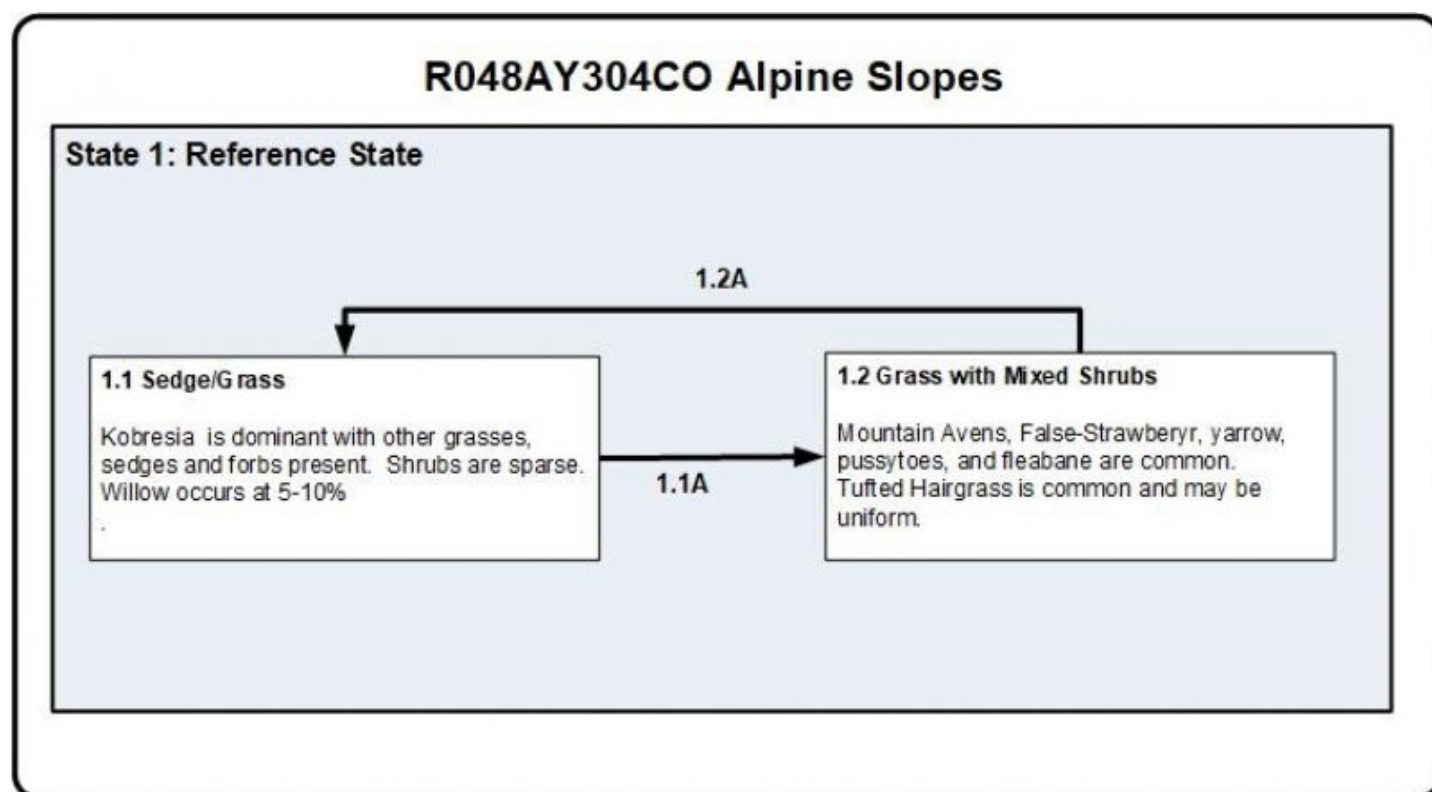 R048AY304CO Alpine Slopes
State 1: Reference State
1.2A
1.1 Sedge/Grass
Kobresia is dominant with other grasses,
sedges and forbs present. Shrubs are sparse.
Willow occurs at 5-10%
.
1.1A
1.2 Grass with Mixed Shrubs
Mountain Avens, False-Strawberyr, yarrow,
pussytoes, and fleabane are common.
Tufted Hairgrass is common and may be
uniform.